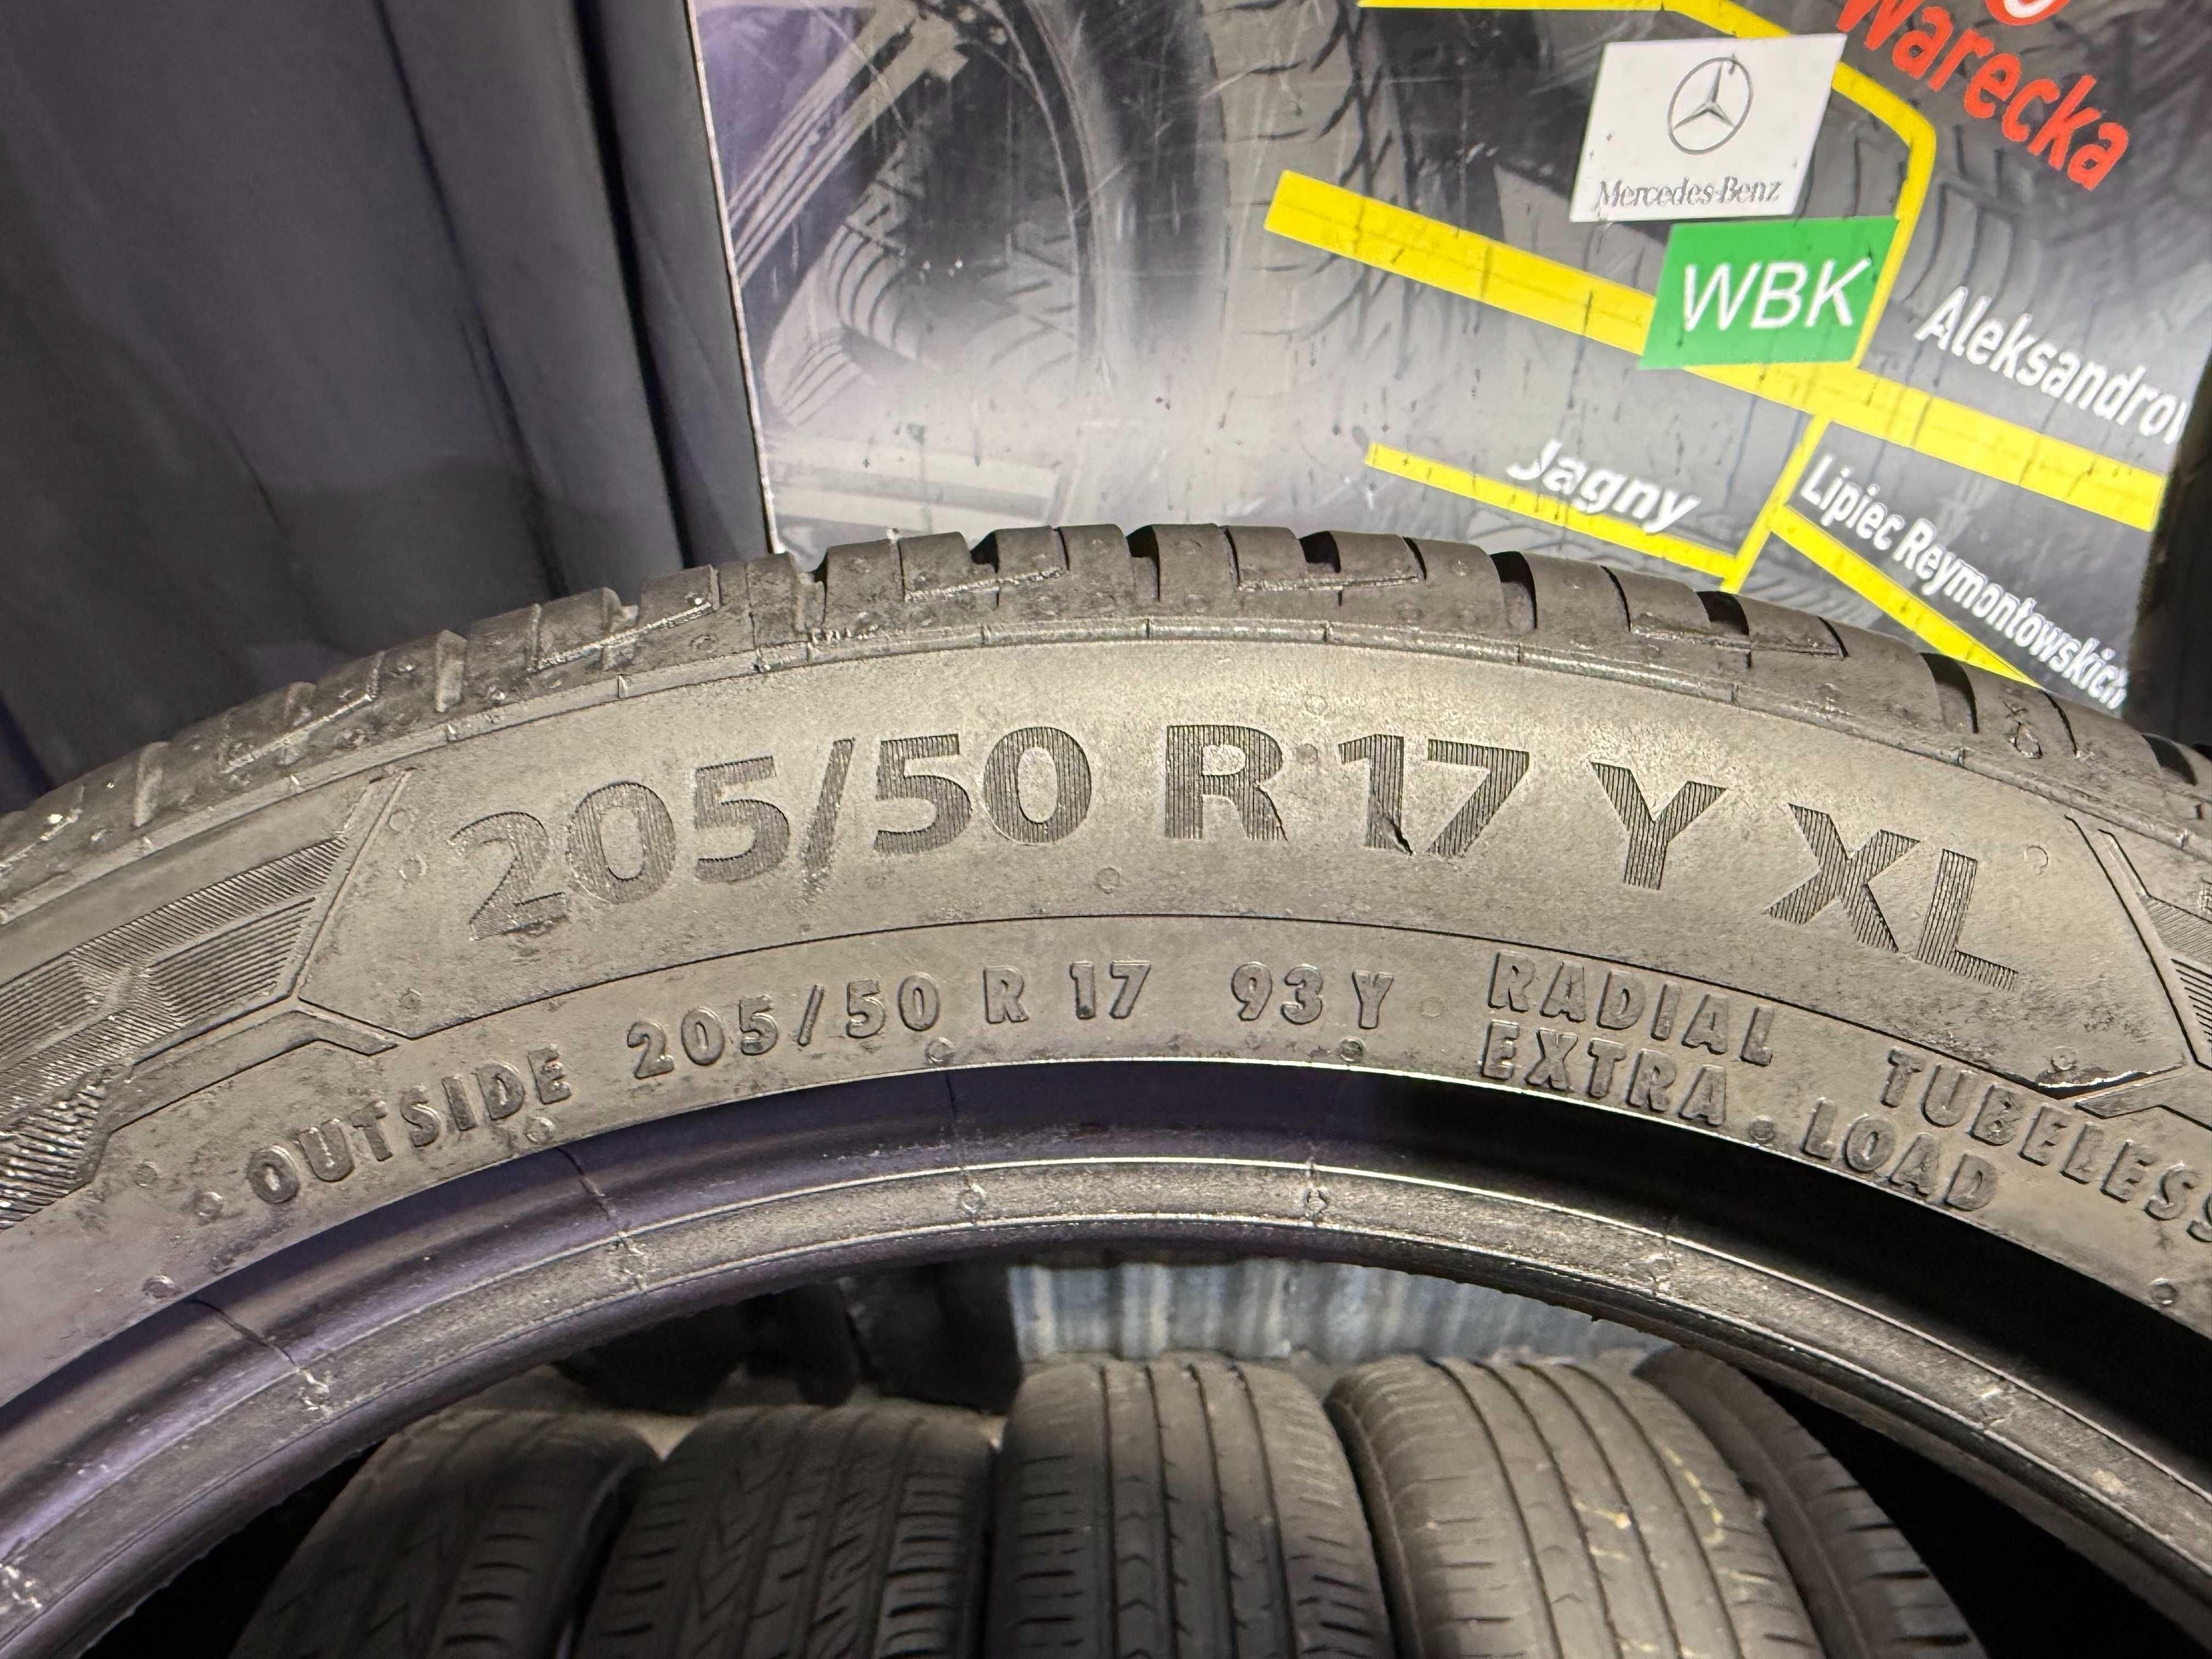 Warecka
Mercedes-Benz
WBK
Jagny
Lipiec Reymontowskich
205/50 R 17 Y XL
OUTSIDE 205/50 R 17 93 Y RADIAL TUBELESS
EXTRA LOAD